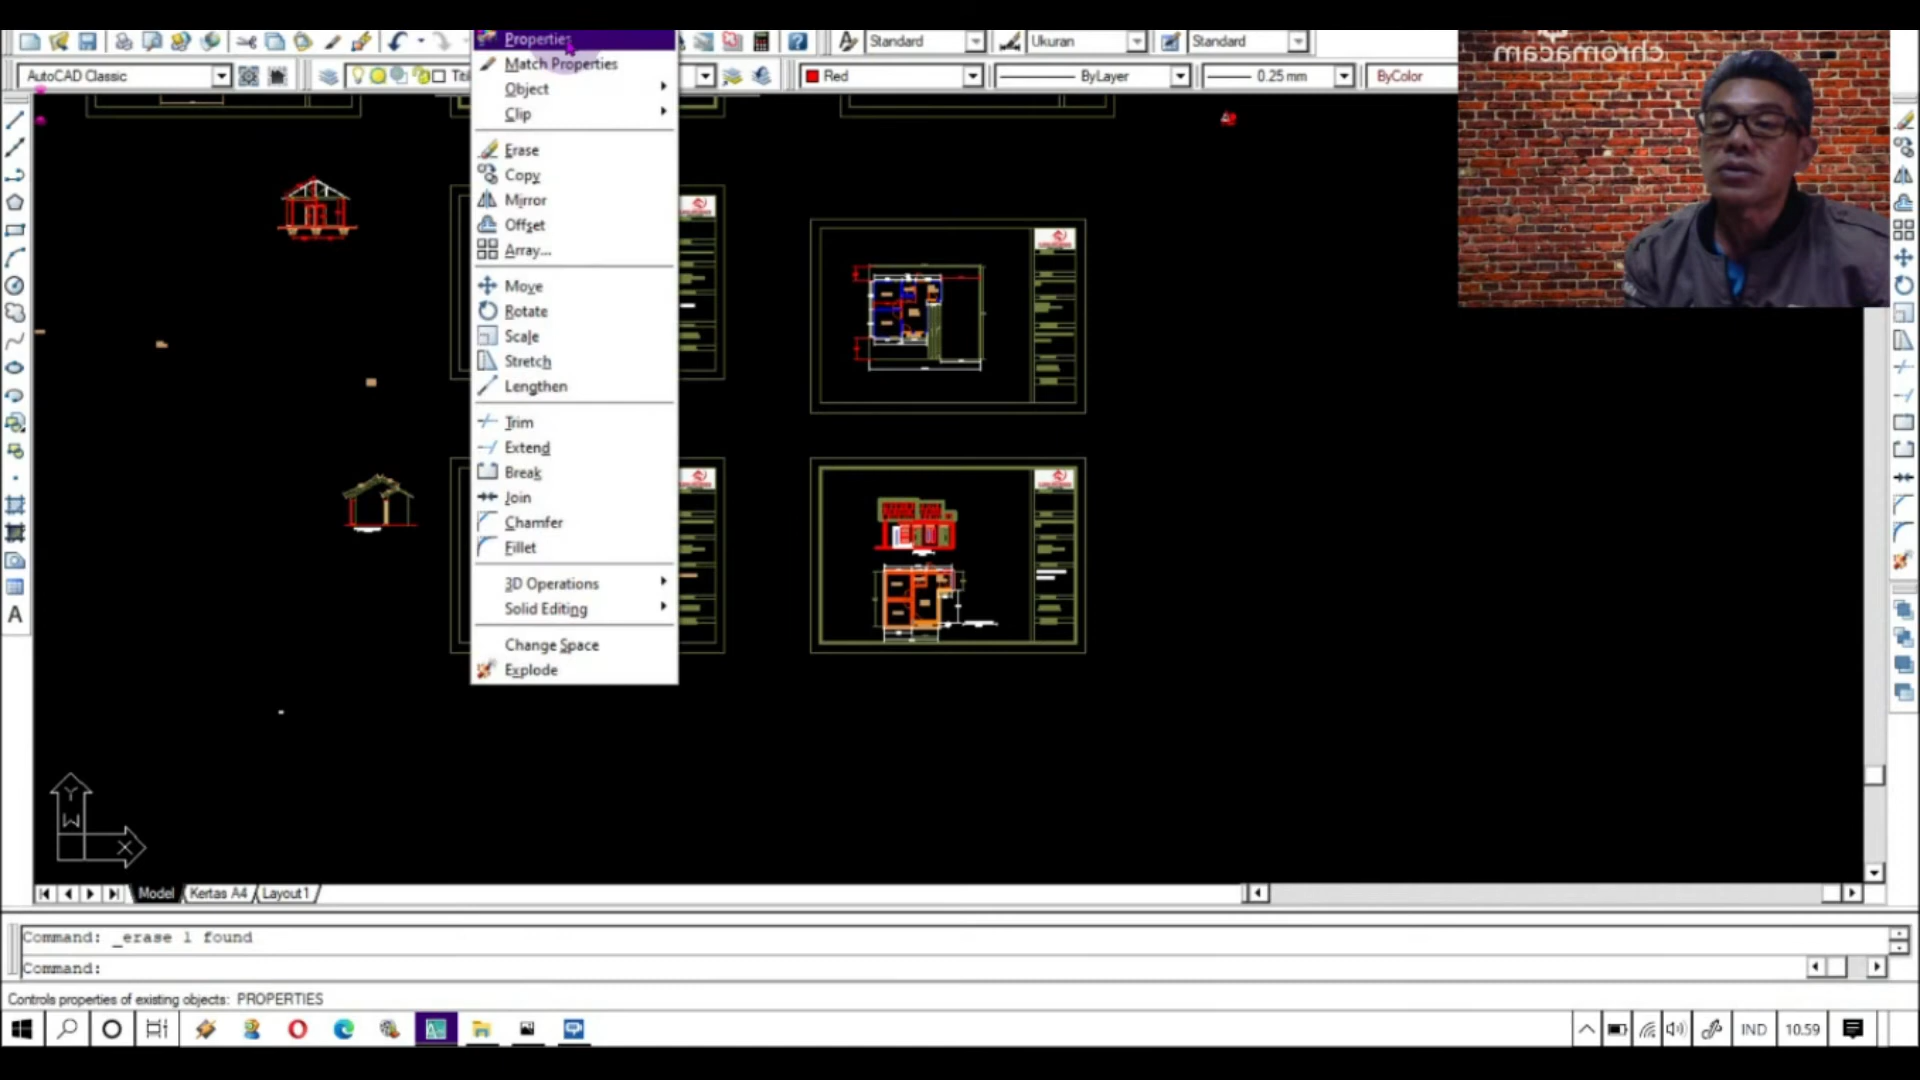 Properties
Standard
Ukuran
Standard
AutoCAD Classic
Match Properties
Red
ByLayer
0.25 mm
ByColor
chromacam
Object
Clip
Erase
Copy
Mirror
Offset
Array...
Move
Rotate
Scale
Stretch
Lengthen
Trim
Extend
Break
Join
Chamfer
Fillet
3D Operations
Solid Editing
Change Space
Explode
A
Y
W
X
Model
Kertas A4
Layout1
Command: _erase 1 found
Command:
Controls properties of existing objects: PROPERTIES
IND
10.59